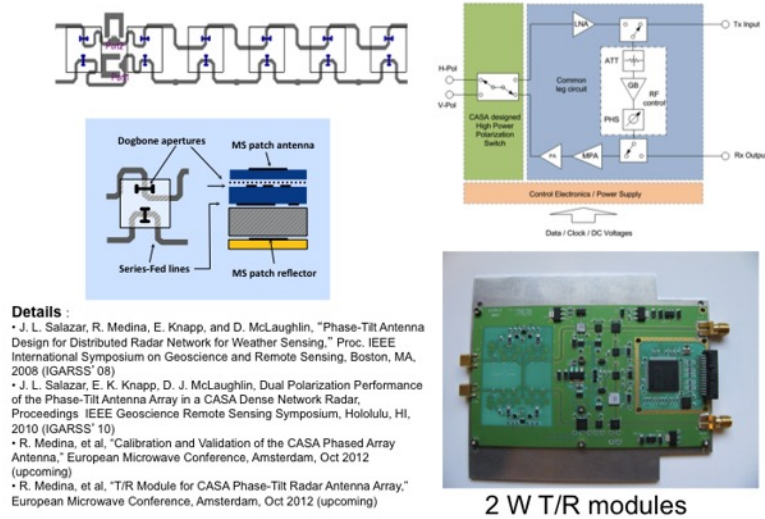 Port2
Port1
Dogbone apertures
MS patch antenna
Series-Fed lines
MS patch reflector
Details :
• J. L. Salazar, R. Medina, E. Knapp, and D. McLaughlin, "Phase-Tilt Antenna
Design for Distributed Radar Network for Weather Sensing," Proc. IEEE
International Symposium on Geoscience and Remote Sensing, Boston, MA,
2008 (IGARSS' 08)
• J. L. Salazar, E. K. Knapp, D. J. McLaughlin, Dual Polarization Performance
of the Phase-Tilt Antenna Array in a CASA Dense Network Radar,
Proceedings IEEE Geoscience Remote Sensing Symposium, Hololulu, HI,
2010 (IGARSS' 10)
• R. Medina, et al, "Calibration and Validation of the CASA Phased Array
Antenna," European Microwave Conference, Amsterdam, Oct 2012
(upcoming)
• R. Medina, et al, "T/R Module for CASA Phase-Tilt Radar Antenna Array,"
European Microwave Conference, Amsterdam, Oct 2012 (upcoming)
LNA
Tx Input
ATT
H-Pol
V-Pol
Common
leg circuit
GB
RF
control
PHS
CASA designed
High Power
Polarization
Switch
PA
MPA
Rx Output
Control Electronics / Power Supply
Data / Clock / DC Voltages
2 W T/R modules